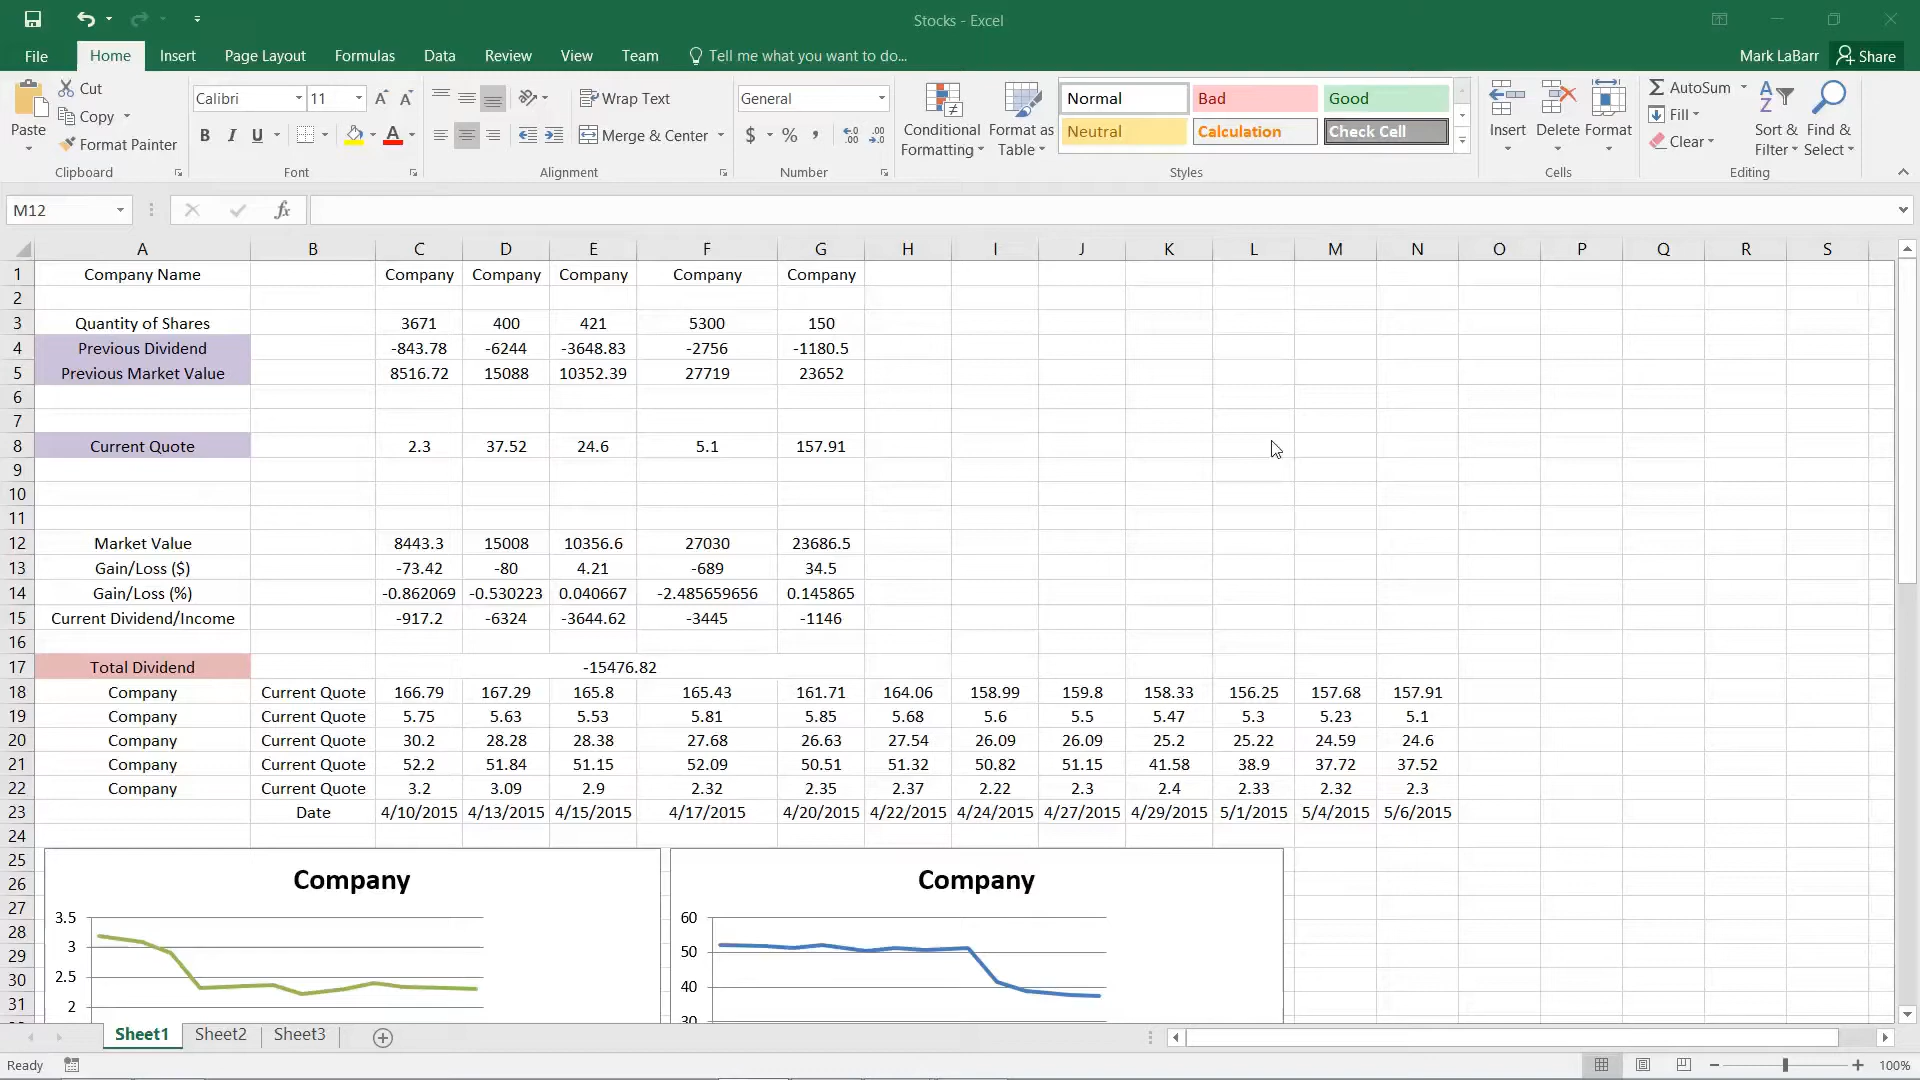 Stocks - Excel
File Home Insert Page Layout Formulas Data Review View Team Tell me what you want to do... Mark LaBarr Share
Paste Cut Copy Format Painter Clipboard
Calibri 11 A A B I U A Font
Wrap Text Merge & Center Alignment
General $ % , .00 .00 Number
Conditional Formatting Format as Table
Normal Bad Good
Neutral Calculation Check Cell
Styles
Insert Delete Format Cells
AutoSum Fill Clear Sort & Filter Find & Select Editing
M12 fx
A B C D E F G H I J K L M N O P Q R S
1 Company Name Company Company Company Company Company
2
3 Quantity of Shares 3671 400 421 5300 150
4 Previous Dividend -843.78 -6244 -3648.83 -2756 -1180.5
5 Previous Market Value 8516.72 15088 10352.39 27719 23652
6
7
8 Current Quote 2.3 37.52 24.6 5.1 157.91
9
10
11
12 Market Value 8443.3 15008 10356.6 27030 23686.5
13 Gain/Loss ($) -73.42 -80 4.21 -689 34.5
14 Gain/Loss (%) -0.862069 -0.530223 0.040667 -2.485659656 0.145865
15 Current Dividend/Income -917.2 -6324 -3644.62 -3445 -1146
16
17 Total Dividend -15476.82
18 Company Current Quote 166.79 167.29 165.8 165.43 161.71 164.06 158.99 159.8 158.33 156.25 157.68 157.91
19 Company Current Quote 5.75 5.63 5.53 5.81 5.85 5.68 5.6 5.5 5.47 5.3 5.23 5.1
20 Company Current Quote 30.2 28.28 28.38 27.68 26.63 27.54 26.09 26.09 25.2 25.22 24.59 24.6
21 Company Current Quote 52.2 51.84 51.15 52.09 50.51 51.32 50.82 51.15 41.58 38.9 37.72 37.52
22 Company Current Quote 3.2 3.09 2.9 2.32 2.35 2.37 2.22 2.3 2.4 2.33 2.32 2.3
23 Date 4/10/2015 4/13/2015 4/15/2015 4/17/2015 4/20/2015 4/22/2015 4/24/2015 4/27/2015 4/29/2015 5/1/2015 5/4/2015 5/6/2015
24
25
26 Company Company
27
28 3.5 60
29 3 50
30 2.5 40
31 2 30
Sheet1 Sheet2 Sheet3
Ready 100%